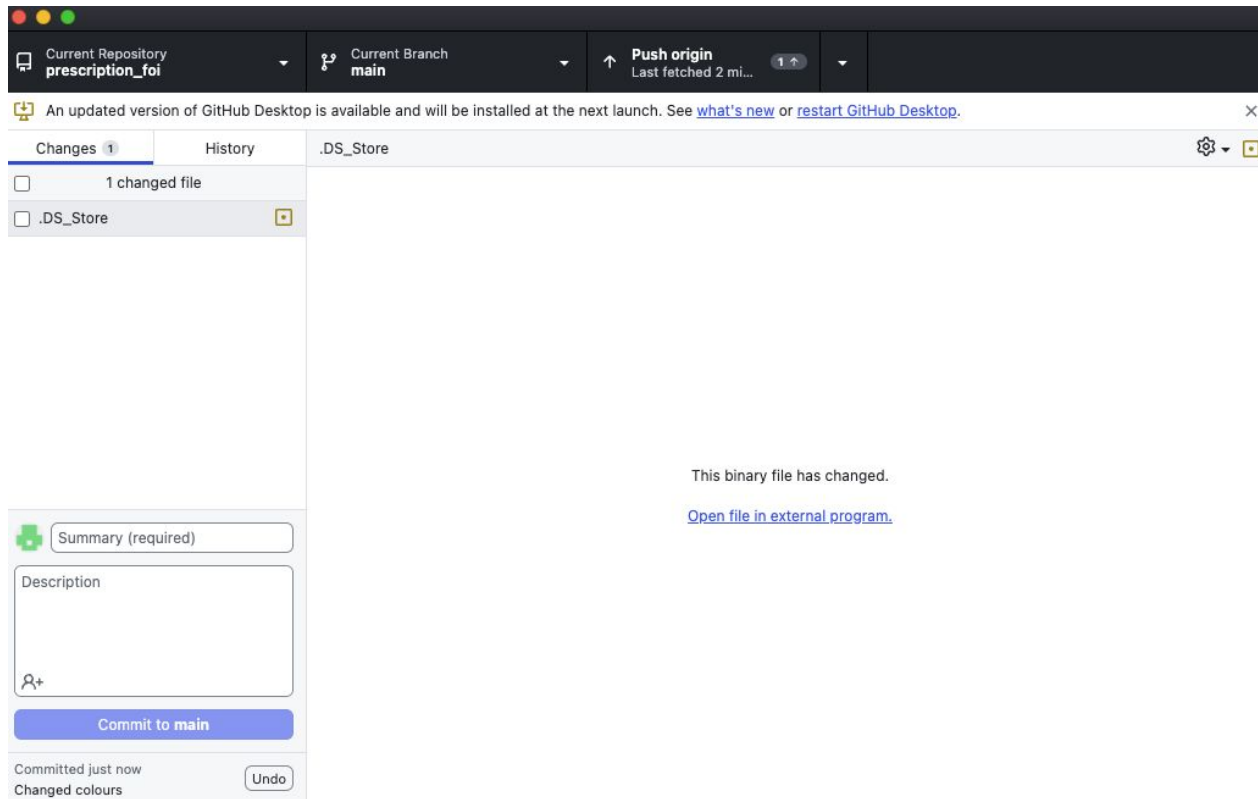 Current Repository
prescription_foi
Current Branch
main
Push origin
Last fetched 2 mi...
1
An updated version of GitHub Desktop is available and will be installed at the next launch. See what's new or restart GitHub Desktop.
Changes 1
History
.DS_Store
1 changed file
.DS_Store
This binary file has changed.
Open file in external program.
Summary (required)
Description
Commit to main
Committed just now
Changed colours
Undo